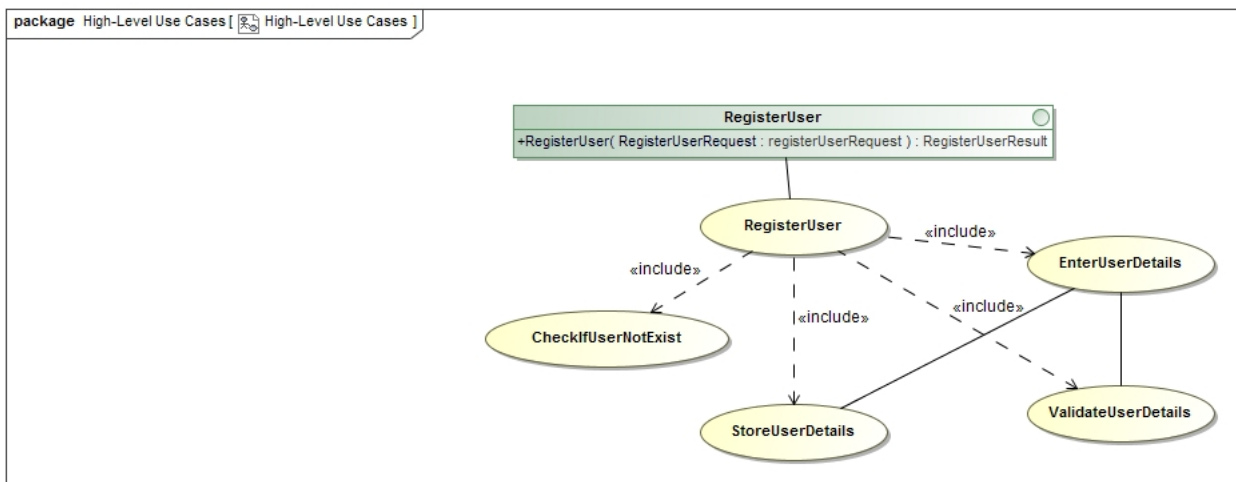 package High-Level Use Cases [ High-Level Use Cases ]
RegisterUser
+RegisterUser( RegisterUserRequest : registerUserRequest ) : RegisterUserResult
RegisterUser
«include»
EnterUserDetails
«include»
«include»
«include»
CheckIfUserNotExist
ValidateUserDetails
StoreUserDetails